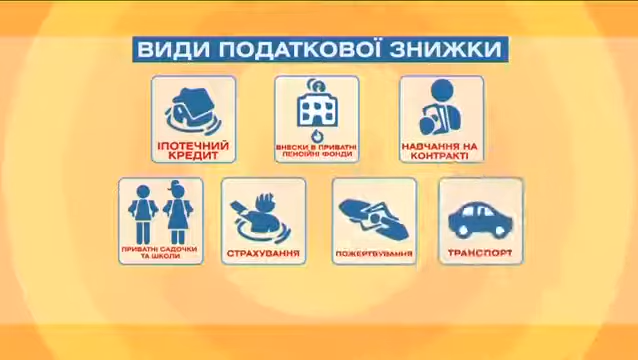 ВИДИ ПОДАТКОВОЇ ЗНИЖКИ
ІПОТЕЧНИЙ
КРЕДИТ
ВНЕСКИ В ПРИВАТНІ
ПЕНСІЙНІ ФОНДИ
НАВЧАННЯ НА
КОНТРАКТІ
ПРИВАТНІ САДОЧКИ
ТА ШКОЛИ
СТРАХУВАННЯ
ПОЖЕРТВУВАННЯ
ТРАНСПОРТ